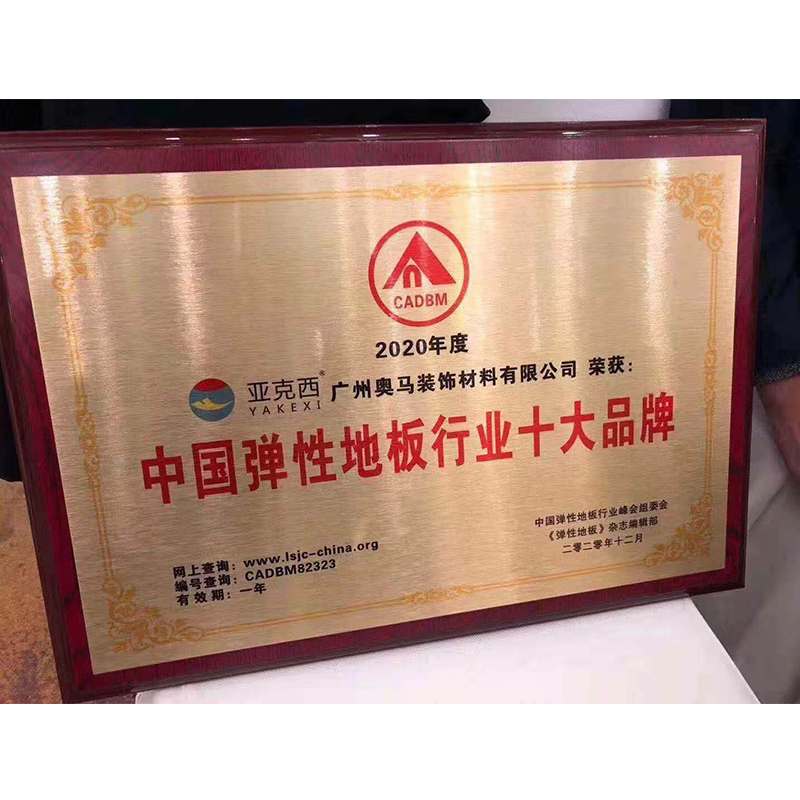 CADBM
2020年度
亚克西® 广州奥马装饰材料有限公司 荣获:
YAKEXI
中国弹性地板行业十大品牌
中国弹性地板行业峰会组委会
《弹性地板》杂志编辑部
二零二零年十二月
网上查询: www.lsjc-china.org
编号查询: CADBM82323
有效期: 一年